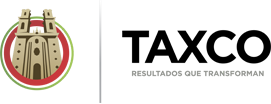 TAXCO
RESULTADOS QUE TRANSFORMAN